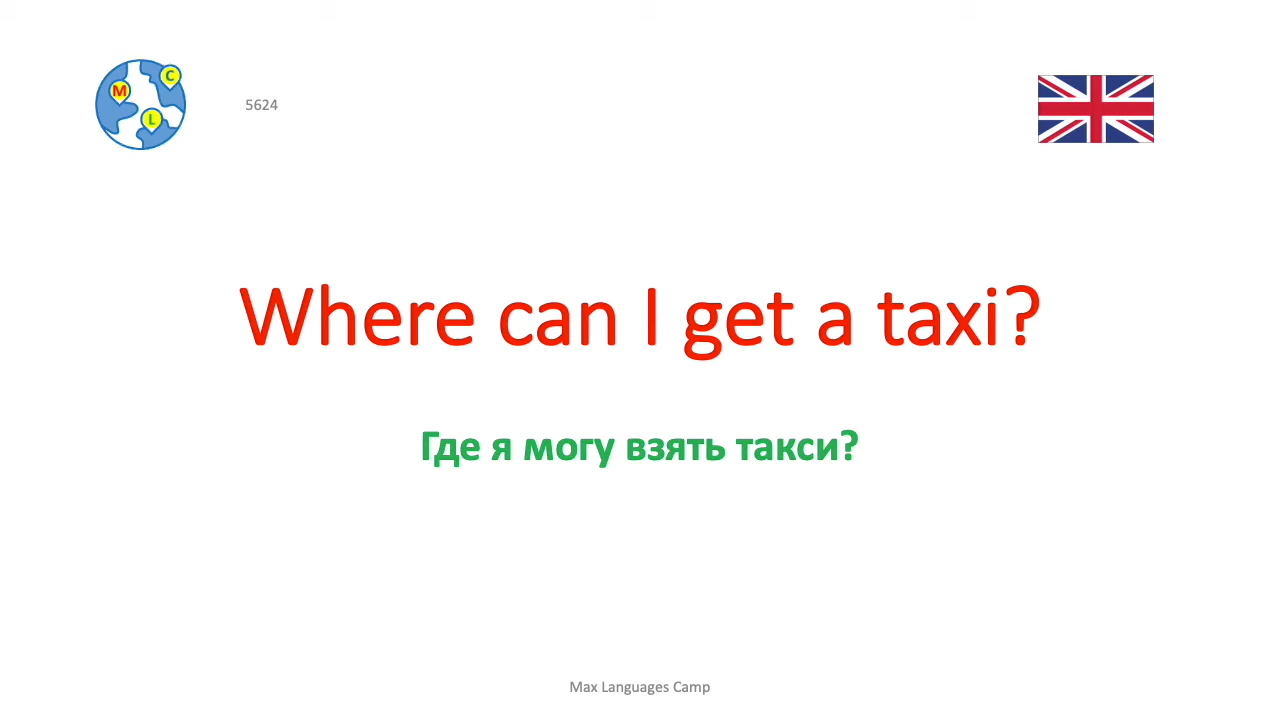 M
C
L
5624
Where can I get a taxi?
Где я могу взять такси?
Max Languages Camp